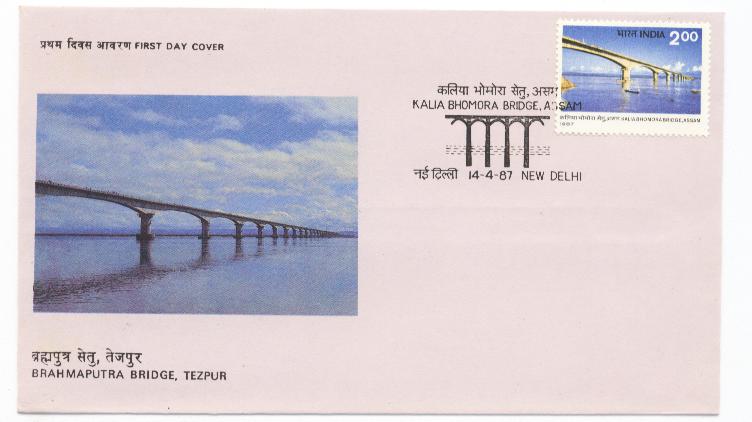 प्रथम दिवस आवरण FIRST DAY COVER
भारत INDIA 2.00
कलिया भोमोरा सेतु, असम KALIA BHOMORA BRIDGE, ASSAM
1987
कलिया भोमोरा सेतु, असम
KALIA BHOMORA BRIDGE, ASSAM
नई दिल्ली 14-4-87 NEW DELHI
ब्रह्मपुत्र सेतु, तेजपुर
BRAHMAPUTRA BRIDGE, TEZPUR